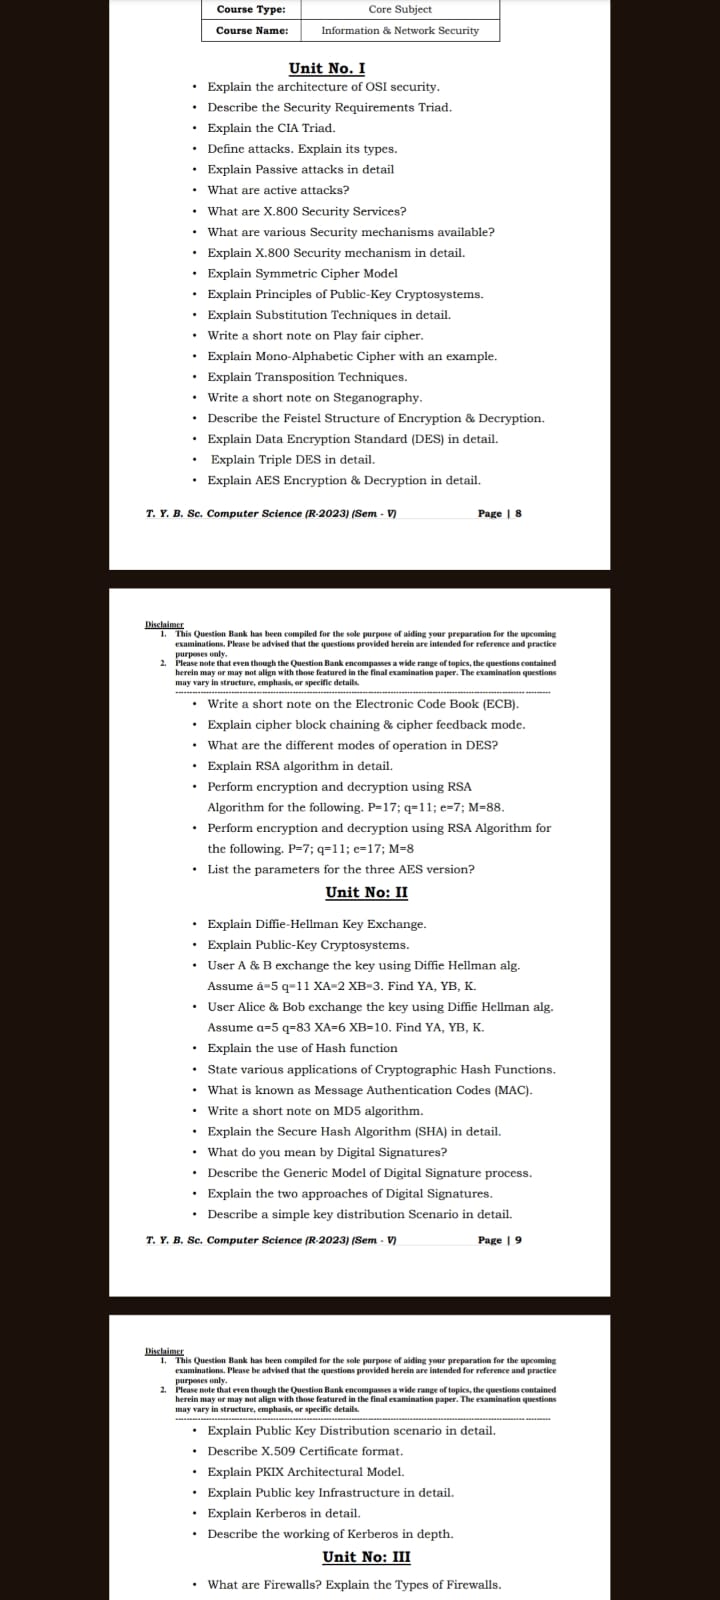 Course Type: Core Subject
Course Name: Information & Network Security
Unit No. I
• Explain the architecture of OSI security.
• Describe the Security Requirements Triad.
• Explain the CIA Triad.
• Define attacks. Explain its types.
• Explain Passive attacks in detail
• What are active attacks?
• What are X.800 Security Services?
• What are various Security mechanisms available?
• Explain X.800 Security mechanism in detail.
• Explain Symmetric Cipher Model
• Explain Principles of Public-Key Cryptosystems.
• Explain Substitution Techniques in detail.
• Write a short note on Play fair cipher.
• Explain Mono-Alphabetic Cipher with an example.
• Explain Transposition Techniques.
• Write a short note on Steganography.
• Describe the Feistel Structure of Encryption & Decryption.
• Explain Data Encryption Standard (DES) in detail.
• Explain Triple DES in detail.
• Explain AES Encryption & Decryption in detail.
T. Y. B. Sc. Computer Science (R-2023) (Sem - V) Page | 8
Disclaimer
1. This Question Bank has been compiled for the sole purpose of aiding your preparation for the upcoming
examinations. Please be advised that the questions provided herein are intended for reference and practice
purposes only.
2. Please note that even though the Question Bank encompasses a wide range of topics, the questions contained
herein may or may not align with those featured in the final examination paper. The examination questions
may vary in structure, emphasis, or specific details.
• Write a short note on the Electronic Code Book (ECB).
• Explain cipher block chaining & cipher feedback mode.
• What are the different modes of operation in DES?
• Explain RSA algorithm in detail.
• Perform encryption and decryption using RSA
Algorithm for the following. P=17; q=11; e=7; M=88.
• Perform encryption and decryption using RSA Algorithm for
the following. P=7; q=11; e=17; M=8
• List the parameters for the three AES version?
Unit No: II
• Explain Diffie-Hellman Key Exchange.
• Explain Public-Key Cryptosystems.
• User A & B exchange the key using Diffie Hellman alg.
Assume á=5 q=11 XA=2 XB=3. Find YA, YB, K.
• User Alice & Bob exchange the key using Diffie Hellman alg.
Assume α=5 q=83 XA=6 XB=10. Find YA, YB, K.
• Explain the use of Hash function
• State various applications of Cryptographic Hash Functions.
• What is known as Message Authentication Codes (MAC).
• Write a short note on MD5 algorithm.
• Explain the Secure Hash Algorithm (SHA) in detail.
• What do you mean by Digital Signatures?
• Describe the Generic Model of Digital Signature process.
• Explain the two approaches of Digital Signatures.
• Describe a simple key distribution Scenario in detail.
T. Y. B. Sc. Computer Science (R-2023) (Sem - V) Page | 9
Disclaimer
1. This Question Bank has been compiled for the sole purpose of aiding your preparation for the upcoming
examinations. Please be advised that the questions provided herein are intended for reference and practice
purposes only.
2. Please note that even though the Question Bank encompasses a wide range of topics, the questions contained
herein may or may not align with those featured in the final examination paper. The examination questions
may vary in structure, emphasis, or specific details.
• Explain Public Key Distribution scenario in detail.
• Describe X.509 Certificate format.
• Explain PKIX Architectural Model.
• Explain Public key Infrastructure in detail.
• Explain Kerberos in detail.
• Describe the working of Kerberos in depth.
Unit No: III
• What are Firewalls? Explain the Types of Firewalls.